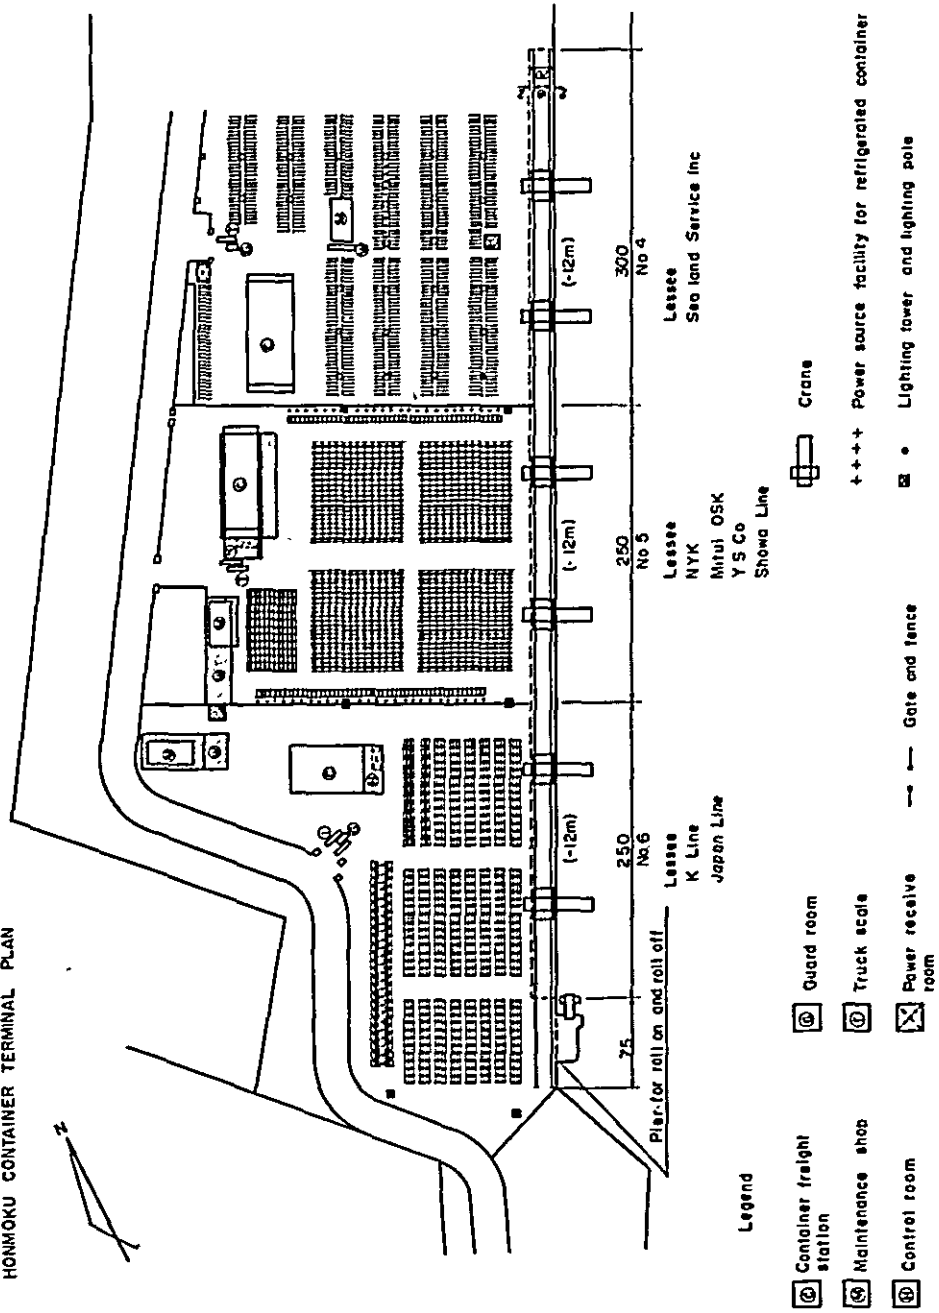 HONMOKU CONTAINER TERMINAL PLAN
N
(-12m)
(-12m)
(-12m)
75
250
250
300
No.6
No 5
No 4
Pier for roll on and roll off
Lessee
K Line
Japan Line
Lessee
NYK
Mitui OSK
Y S Co
Showa Line
Lessee
Sea land Service Inc
Legend
Container freight
station
Maintenance shop
Control room
Guard room
Truck scale
Power receive
room
Gate and fence
Crane
++++ Power source facility for refrigerated container
Lighting tower and lighting pole